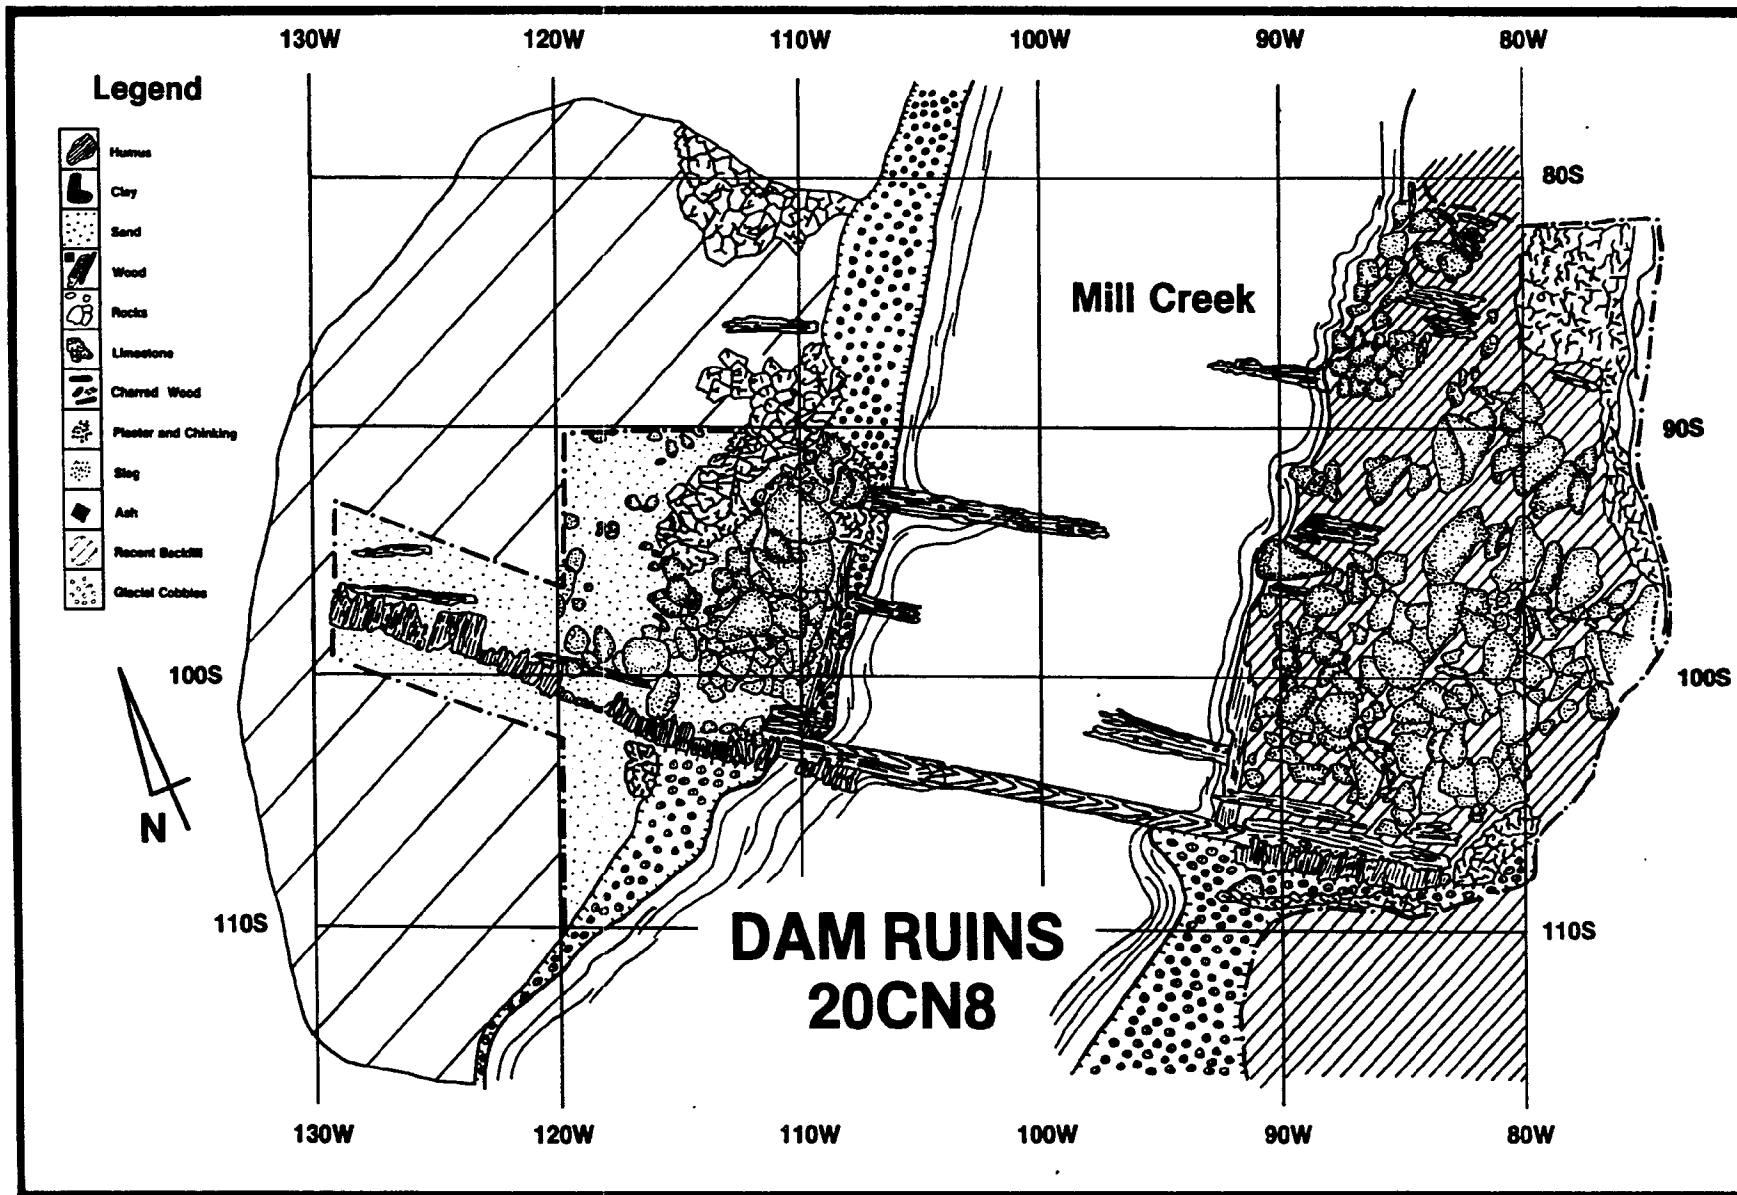 130W 120W 110W 100W 90W 80W
Legend
Humus
Clay
Sand
Wood
Rocks
Limestone
Charred Wood
Plaster and Chinking
Slag
Ash
Recent Backfill
Glacial Cobbles
80S
Mill Creek
90S
100S 100S
N
110S 110S
DAM RUINS
20CN8
130W 120W 110W 100W 90W 80W